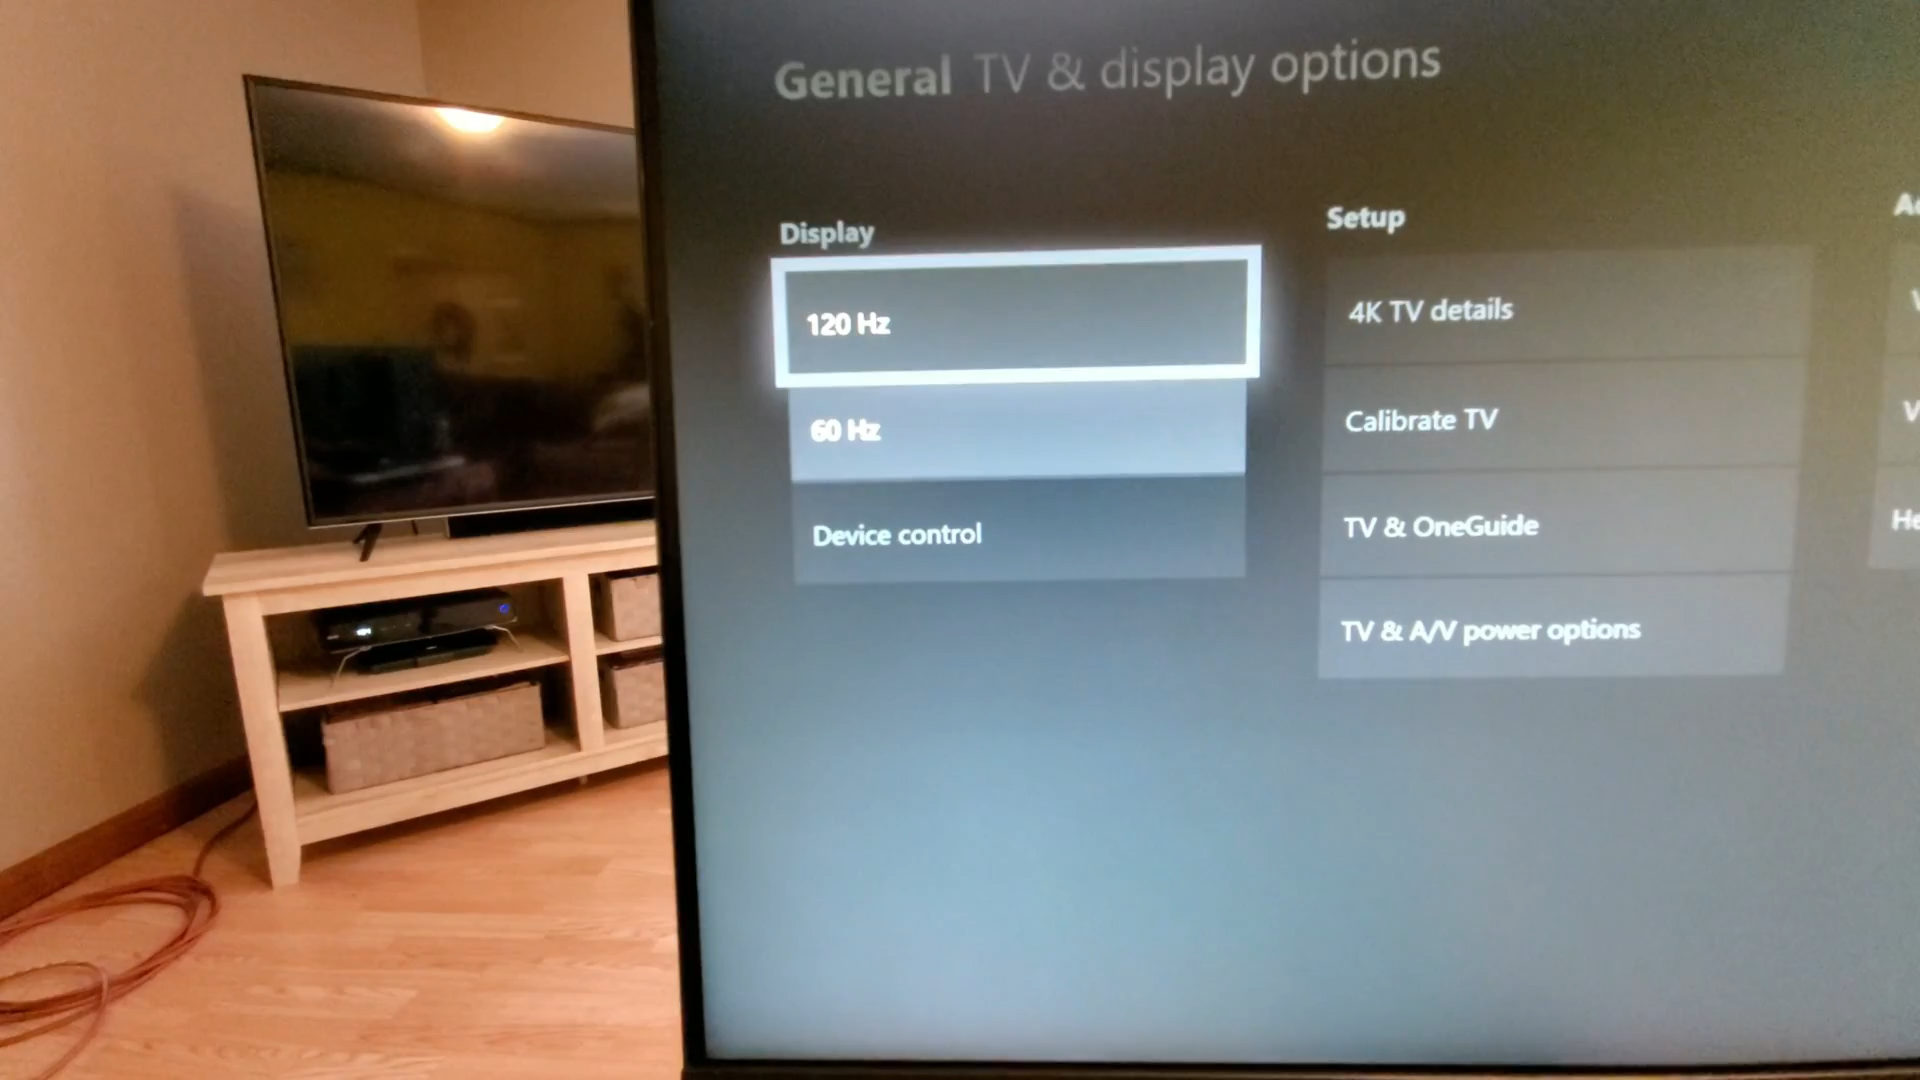 General TV & display options
Display
120 Hz
60 Hz
Device control
Setup
4K TV details
Calibrate TV
TV & OneGuide
TV & A/V power options